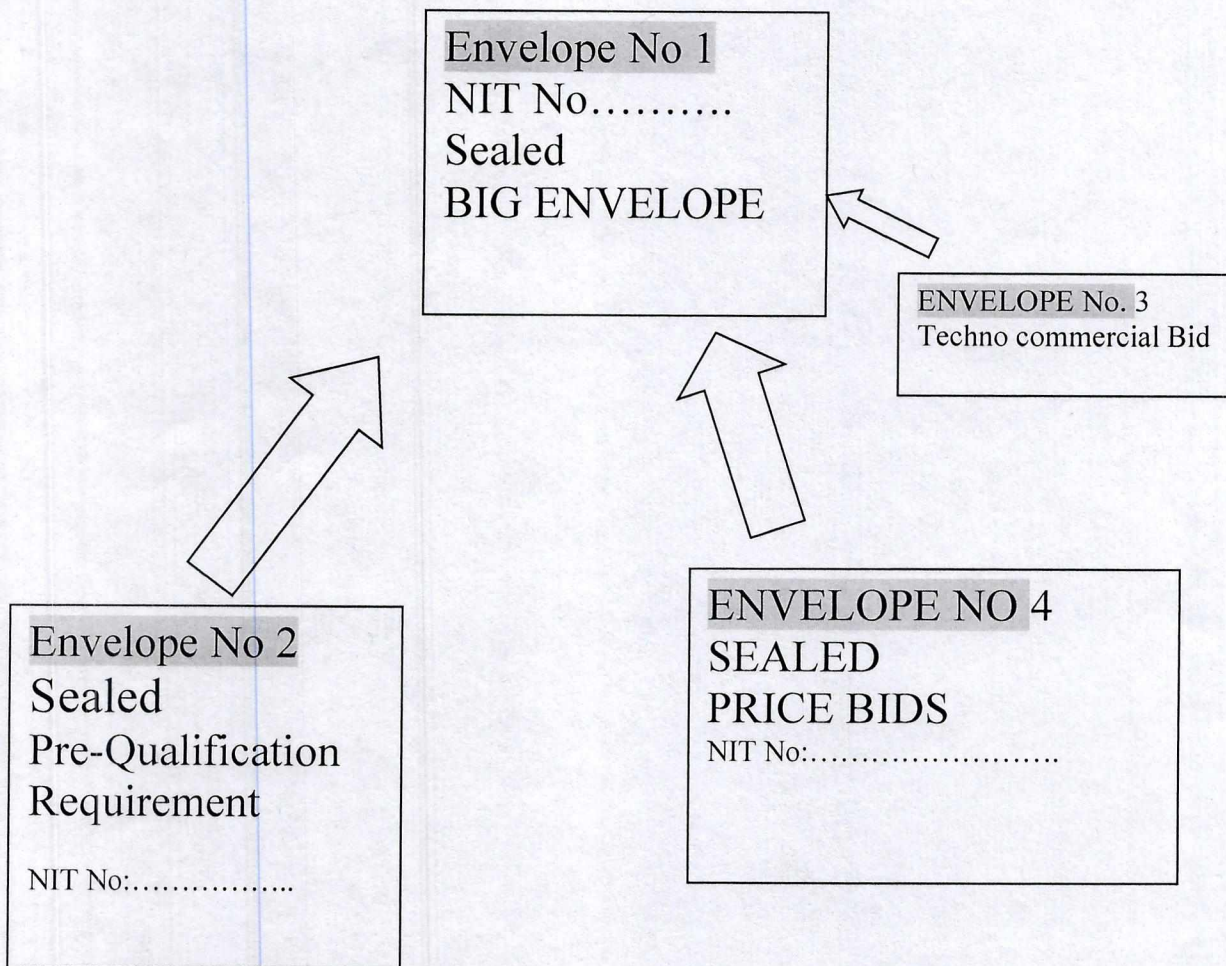 Envelope No 1
NIT No..........
Sealed
BIG ENVELOPE
ENVELOPE No. 3
Techno commercial Bid
Envelope No 2
Sealed
Pre-Qualification
Requirement
NIT No:.................
ENVELOPE NO 4
SEALED
PRICE BIDS
NIT No:.........................